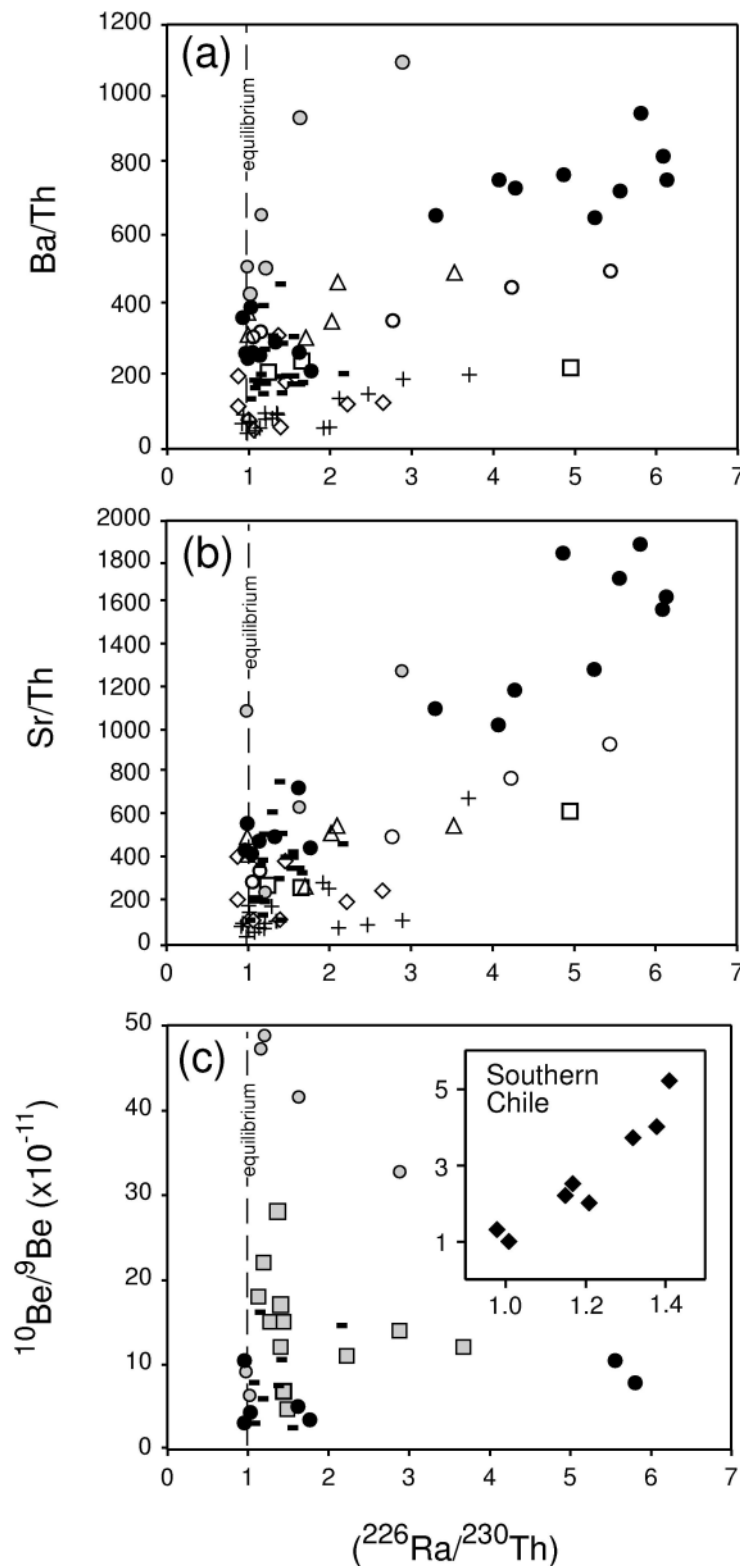 (a)
1200
1000
800
600
400
200
0
Ba/Th
equilibrium
0 1 2 3 4 5 6 7
(b)
2000
1800
1600
1400
1200
1000
800
600
400
200
0
Sr/Th
equilibrium
0 1 2 3 4 5 6 7
(c)
50
40
30
20
10
0
¹⁰Be/⁹Be (x10⁻¹¹)
equilibrium
Southern
Chile
5
3
1
1.0 1.2 1.4
0 1 2 3 4 5 6 7
(²²⁶Ra/²³⁰Th)